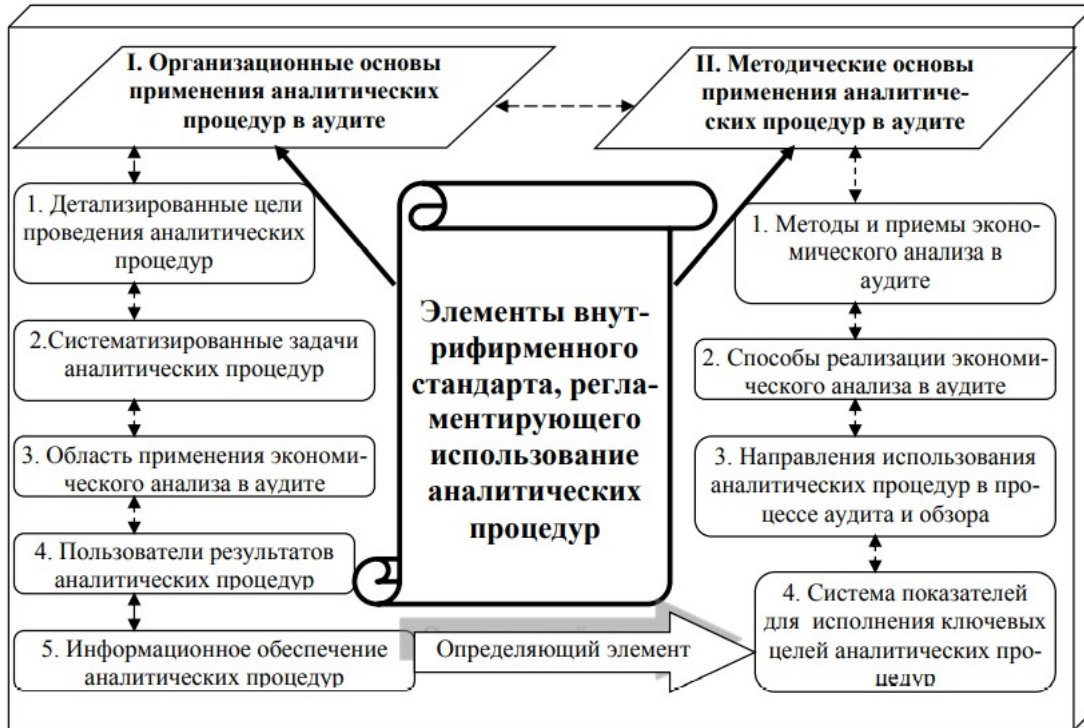 I. Организационные основы
применения аналитических
процедур в аудите
II. Методические основы
применения аналитиче-
ских процедур в аудите
1. Детализированные цели
проведения аналитических
процедур
2.Систематизированные задачи
аналитических процедур
3. Область применения экономи-
ческого анализа в аудите
4. Пользователи результатов
аналитических процедур
5. Информационное обеспечение
аналитических процедур
Элементы внут-
рифирменного
стандарта, регла-
ментирующего
использование
аналитических
процедур
Определяющий элемент
1. Методы и приемы эконо-
мического анализа в
аудите
2. Способы реализации экономи-
ческого анализа в аудите
3. Направления использования
аналитических процедур в про-
цессе аудита и обзора
4. Система показателей
для исполнения ключевых
целей аналитических про-
цедур